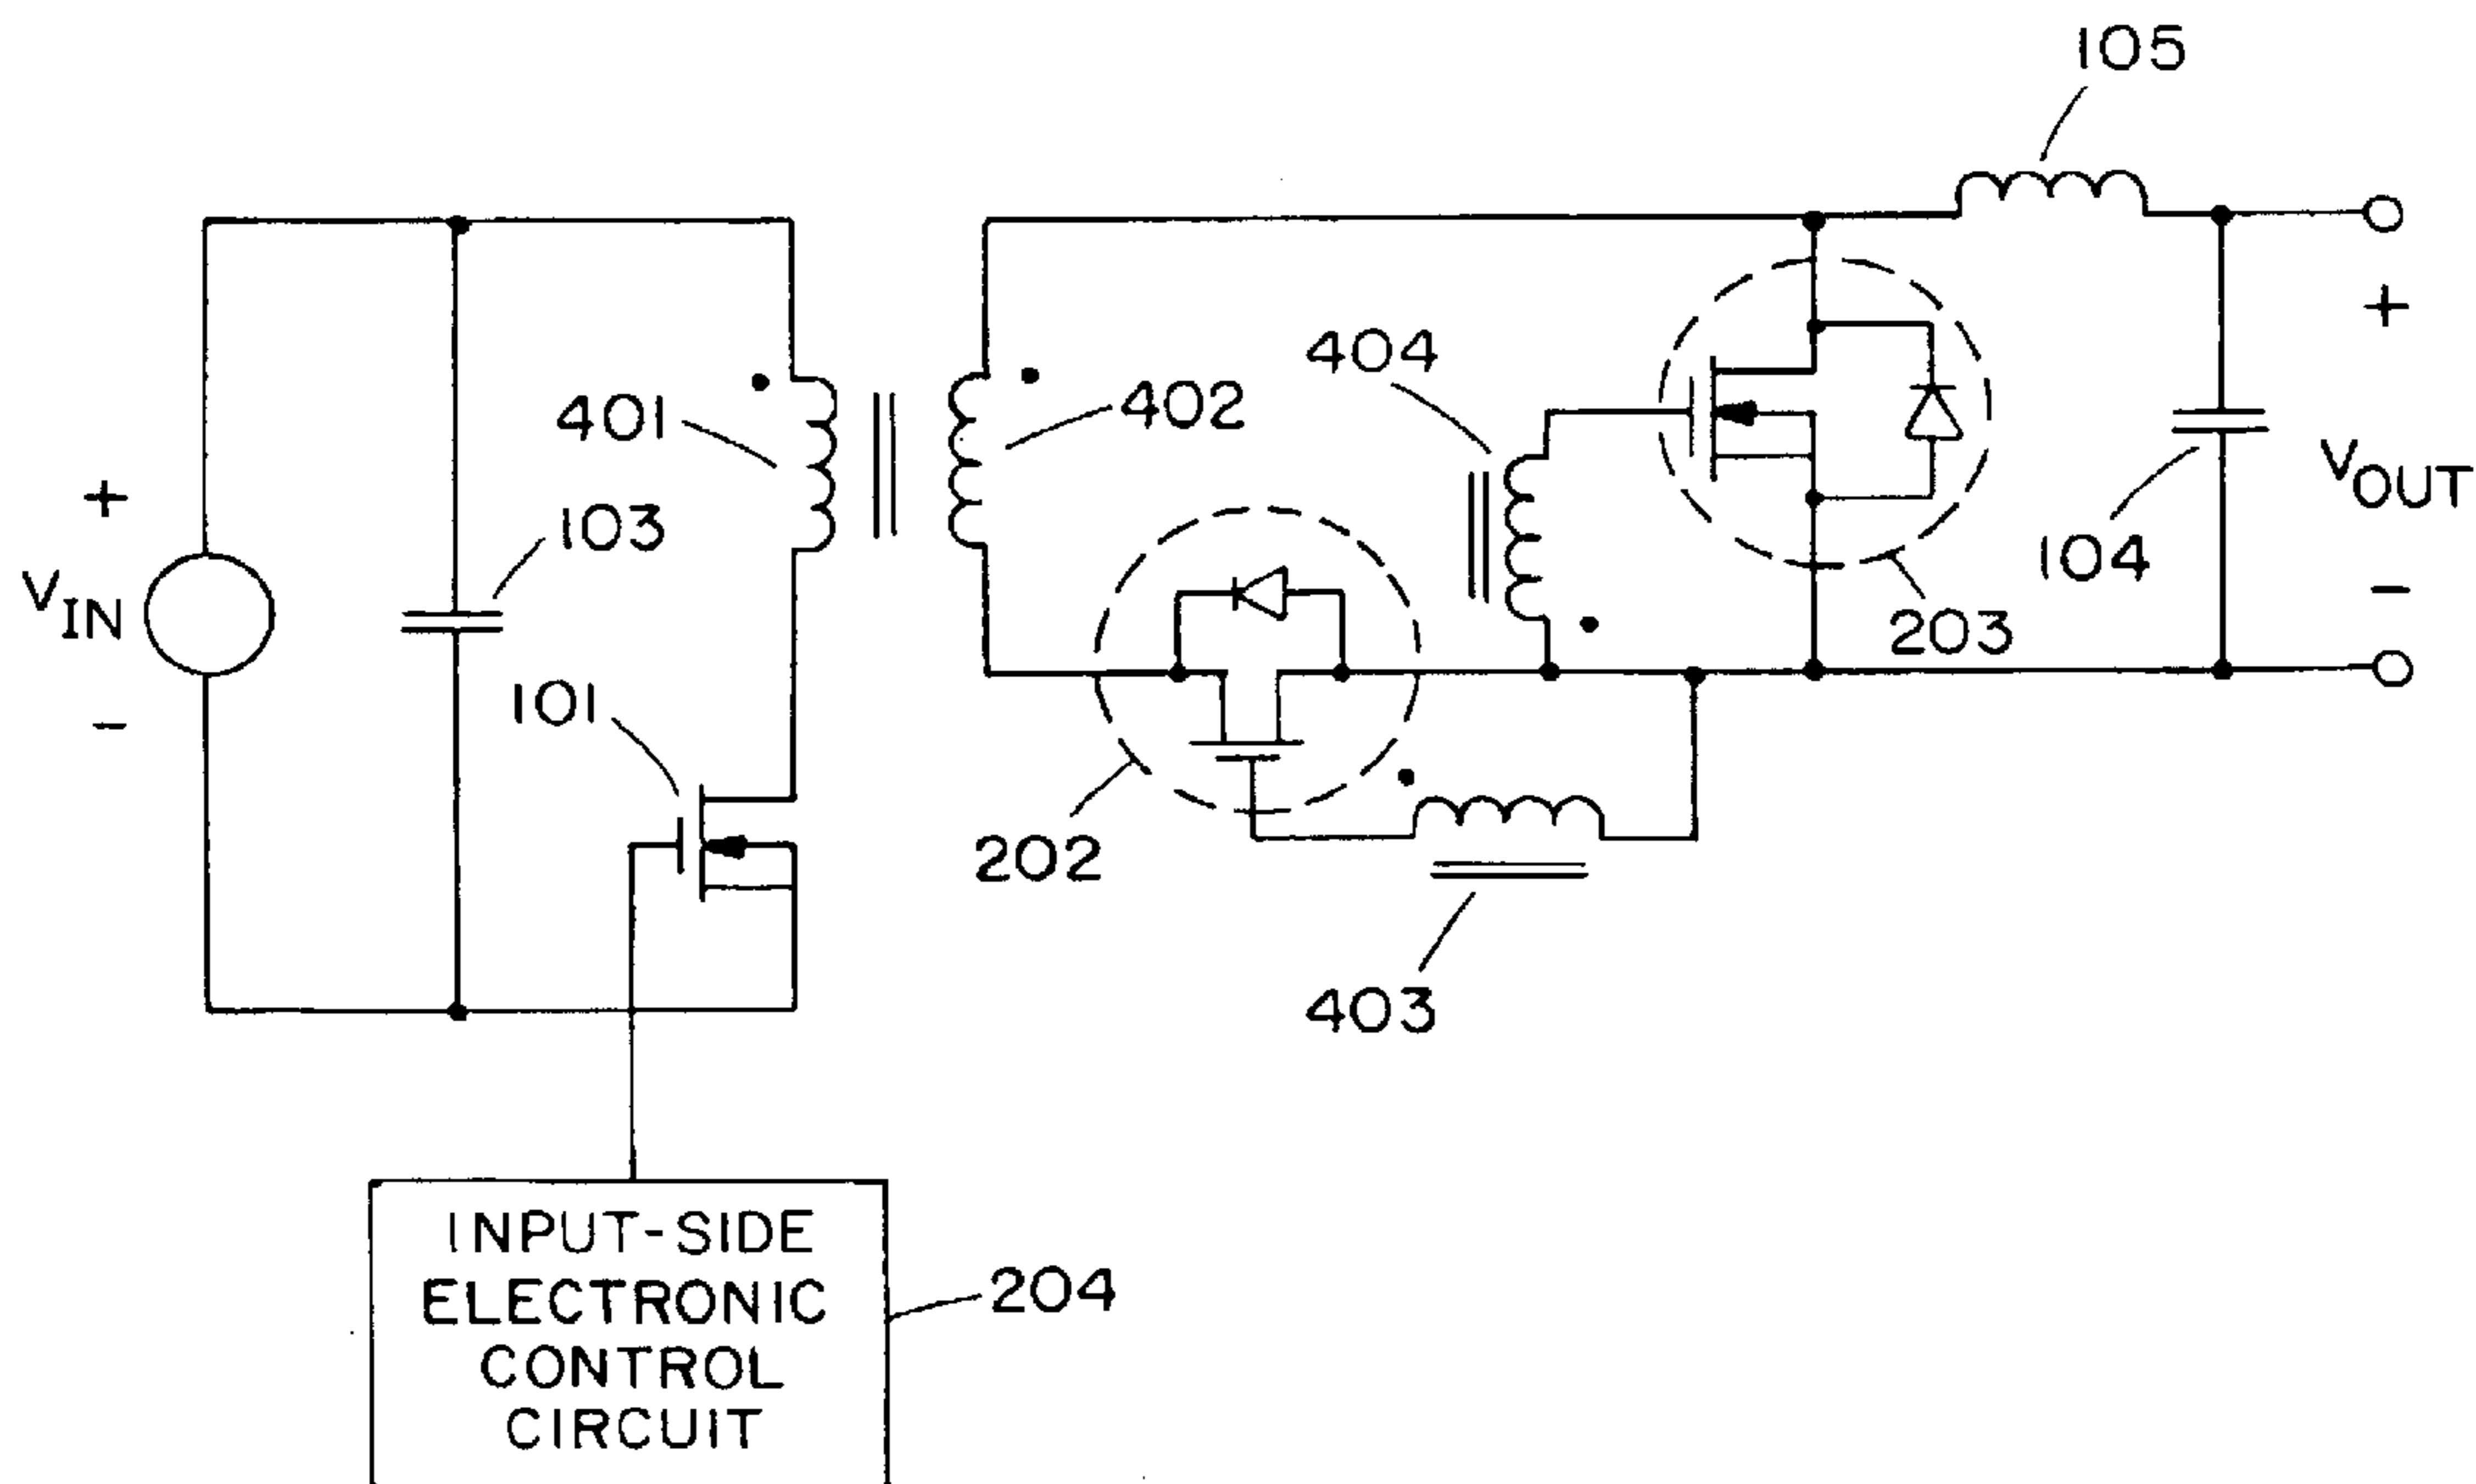 105
404
402
401
+
+
103
V OUT
104
V IN
203
−
101
−
202
403
INPUT-SIDE
ELECTRONIC
CONTROL
CIRCUIT
204